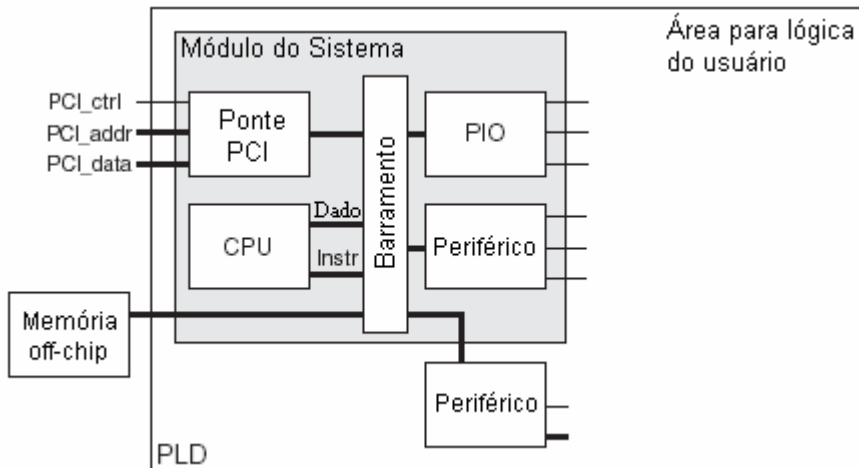 Área para lógica
do usuário
Módulo do Sistema
PCI_ctrl
PCI_addr
PCI_data
Ponte
PCI
Barramento
PIO
CPU
Dado
Instr
Periférico
Memória
off-chip
Periférico
PLD